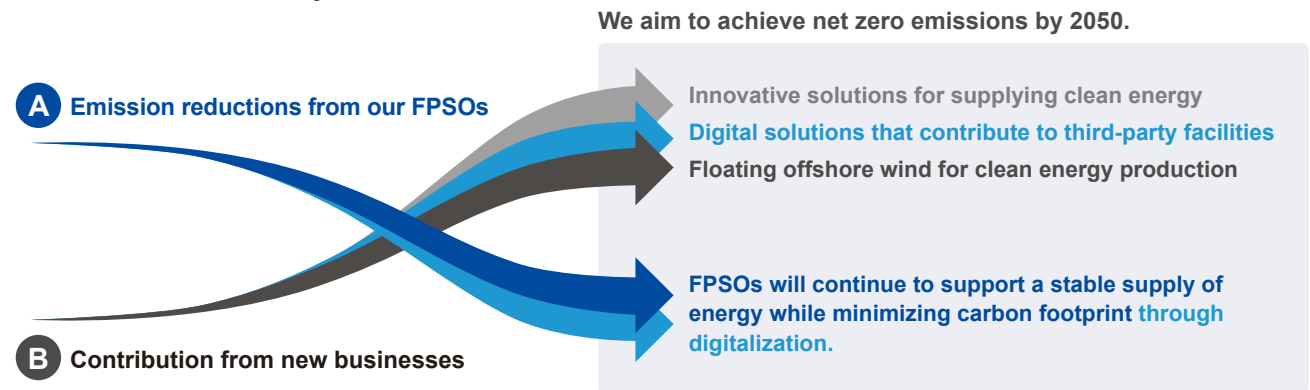 We aim to achieve net zero emissions by 2050.
A Emission reductions from our FPSOs
Innovative solutions for supplying clean energy
Digital solutions that contribute to third-party facilities
Floating offshore wind for clean energy production
FPSOs will continue to support a stable supply of
energy while minimizing carbon footprint through
digitalization.
B Contribution from new businesses